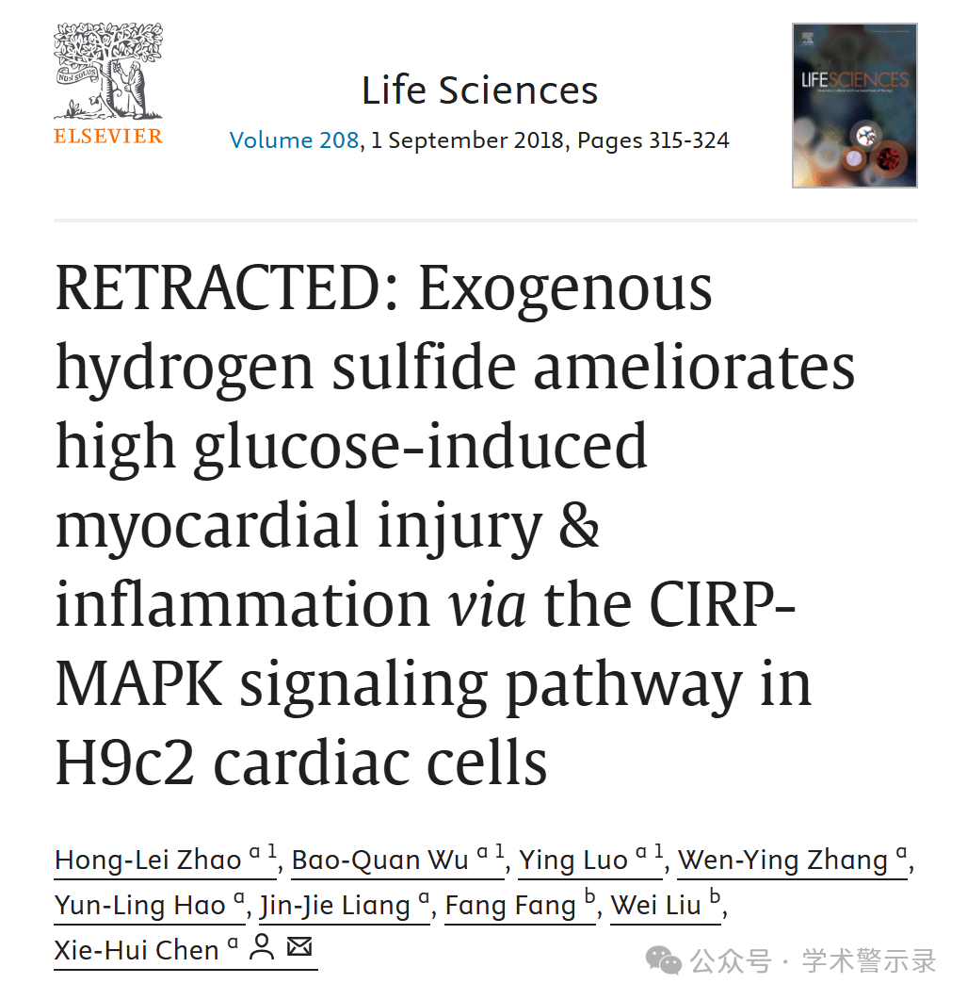 NON SOLUS
ELSEVIER
Life Sciences
Volume 208, 1 September 2018, Pages 315-324
LIFESCIENCES
RETRACTED: Exogenous
hydrogen sulfide ameliorates
high glucose-induced
myocardial injury &
inflammation via the CIRP-
MAPK signaling pathway in
H9c2 cardiac cells
Hong-Lei Zhao a 1, Bao-Quan Wu a 1, Ying Luo a 1, Wen-Ying Zhang a,
Yun-Ling Hao a, Jin-Jie Liang a, Fang Fang b, Wei Liu b,
Xie-Hui Chen a
公众号 · 学术警示录